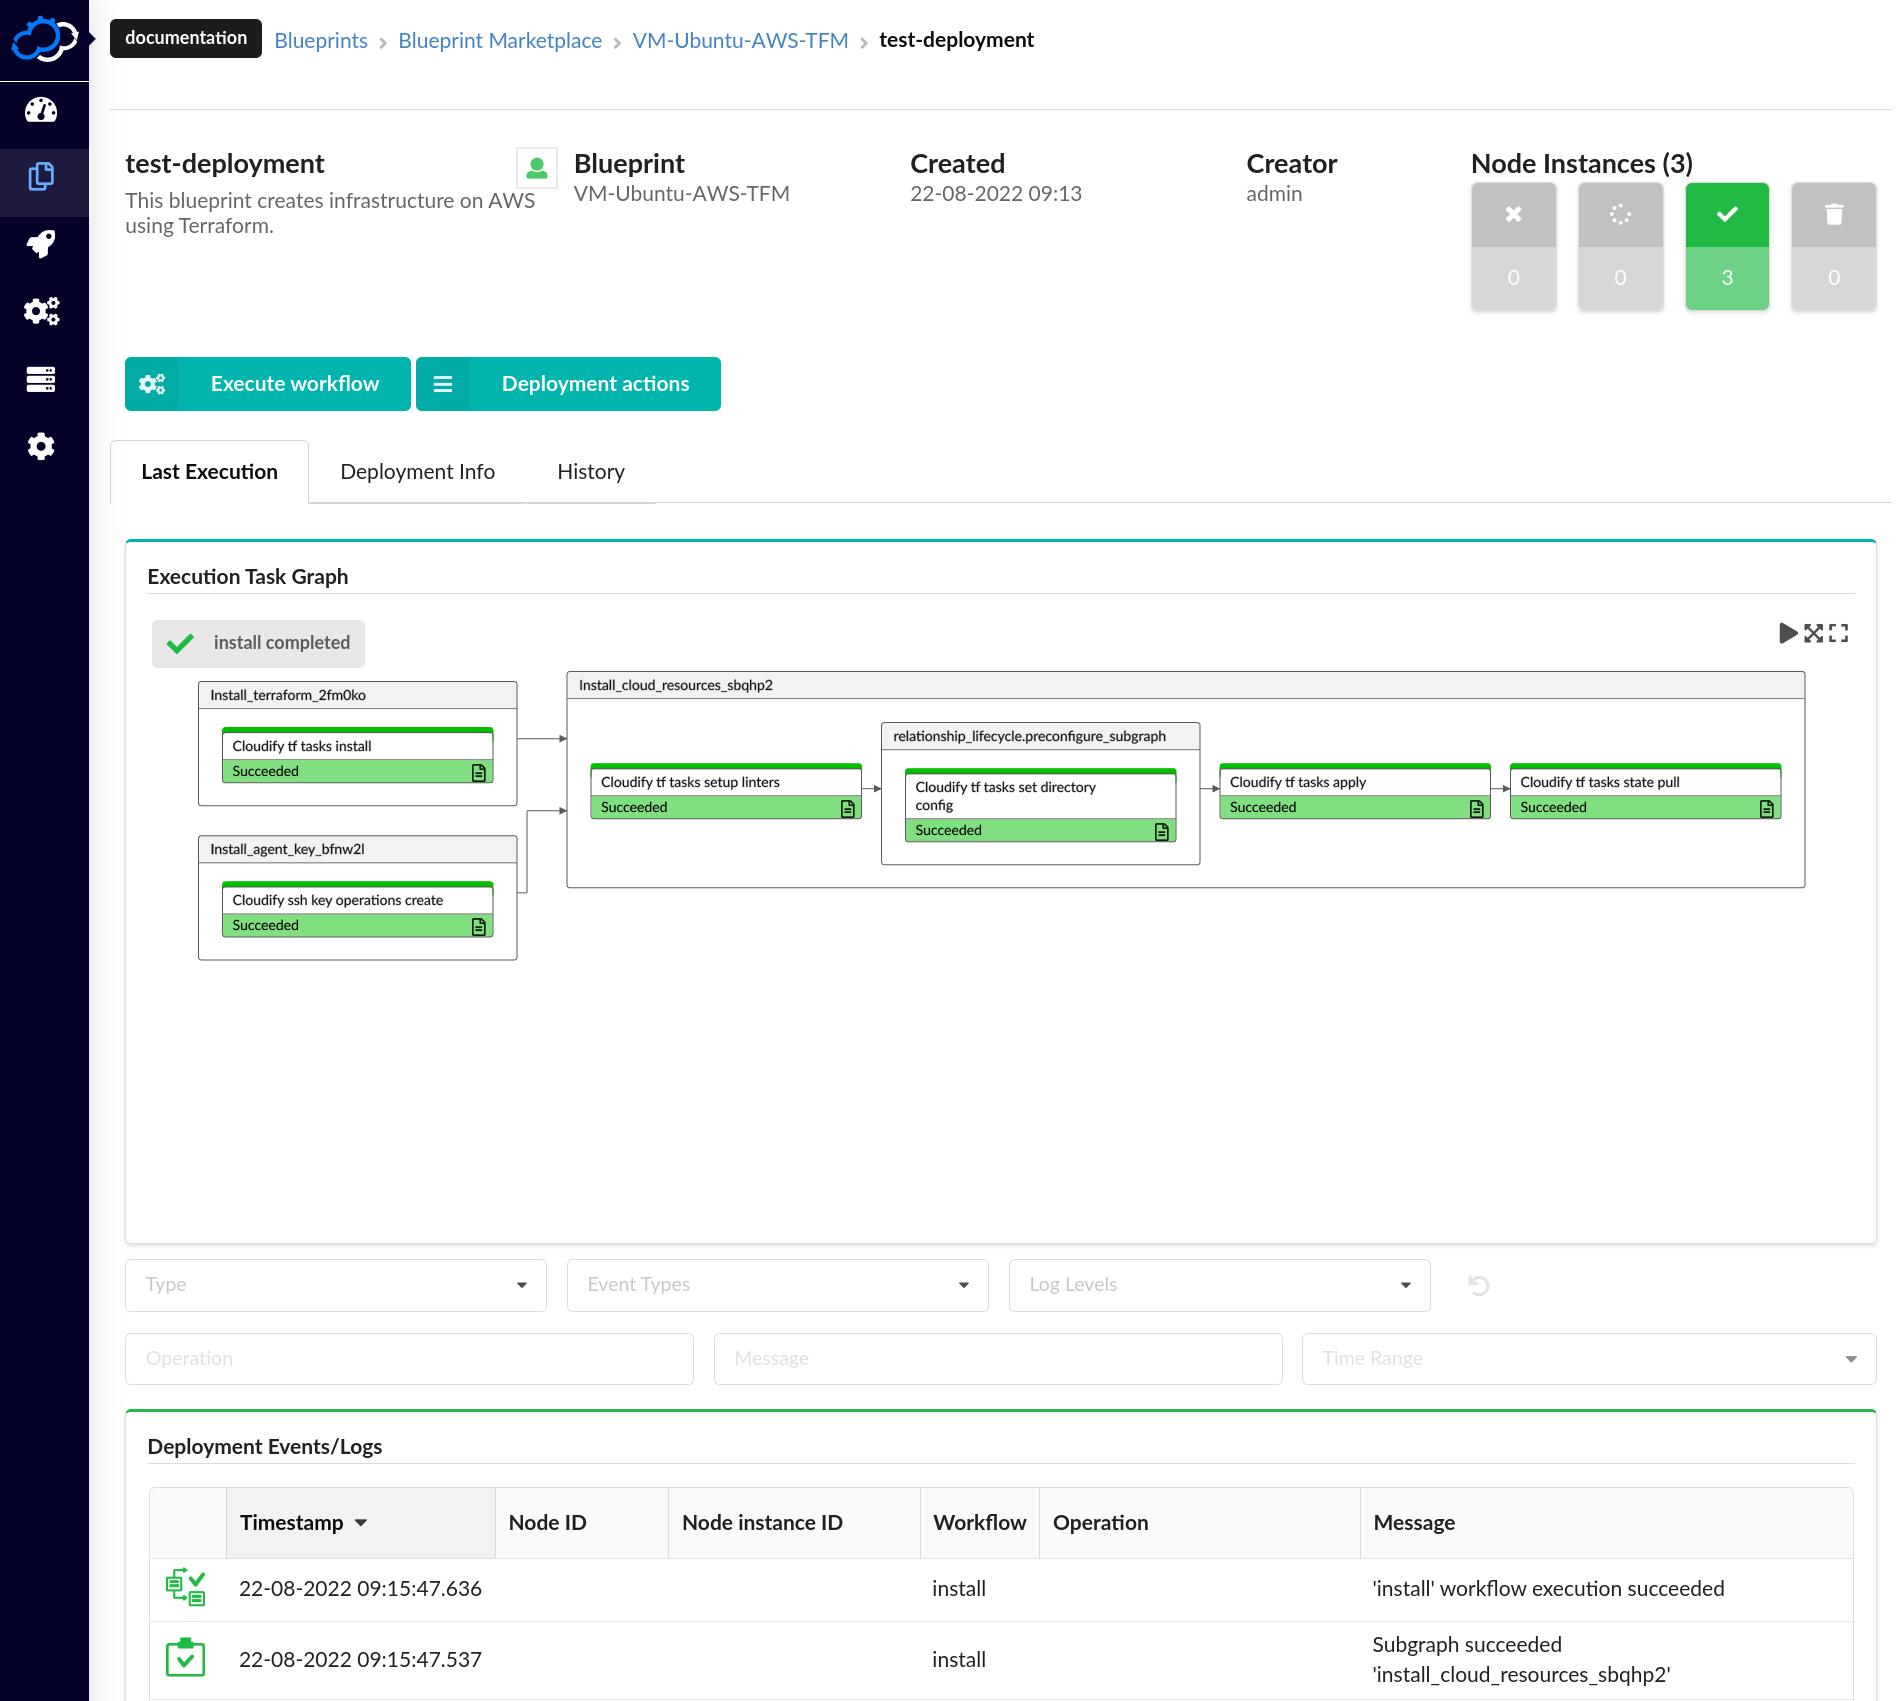 documentation
Blueprints
Blueprint Marketplace
VM-Ubuntu-AWS-TFM
test-deployment
test-deployment
This blueprint creates infrastructure on AWS
using Terraform.
Blueprint
VM-Ubuntu-AWS-TFM
Created
22-08-2022 09:13
Creator
admin
Node Instances (3)
0
0
3
0
Execute workflow
Deployment actions
Last Execution
Deployment Info
History
Execution Task Graph
install completed
Install_terraform_2fm0ko
Cloudify tf tasks install
Succeeded
Install_agent_key_bfnw2l
Cloudify ssh key operations create
Succeeded
Install_cloud_resources_sbqhp2
Cloudify tf tasks setup linters
Succeeded
relationship_lifecycle.preconfigure_subgraph
Cloudify tf tasks set directory
config
Succeeded
Cloudify tf tasks apply
Succeeded
Cloudify tf tasks state pull
Succeeded
Type
Event Types
Log Levels
Operation
Message
Time Range
Deployment Events/Logs
Timestamp
Node ID
Node instance ID
Workflow
Operation
Message
22-08-2022 09:15:47.636
install
'install' workflow execution succeeded
22-08-2022 09:15:47.537
install
Subgraph succeeded
'install_cloud_resources_sbqhp2'